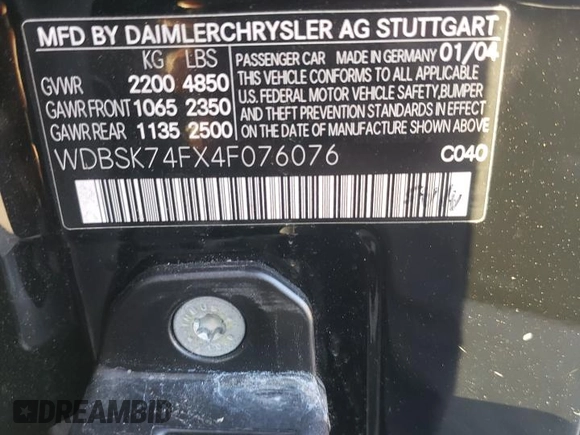 MFD BY DAIMLERCHRYSLER AG STUTTGART
KG LBS
GVWR 2200 4850
GAWR FRONT 1065 2350
GAWR REAR 1135 2500
PASSENGER CAR MADE IN GERMANY 01/04
THIS VEHICLE CONFORMS TO ALL APPLICABLE
U.S. FEDERAL MOTOR VEHICLE SAFETY, BUMPER
AND THEFT PREVENTION STANDARDS IN EFFECT
ON THE DATE OF MANUFACTURE SHOWN ABOVE
WDBSK74FX4F076076 C040
DREAMBID